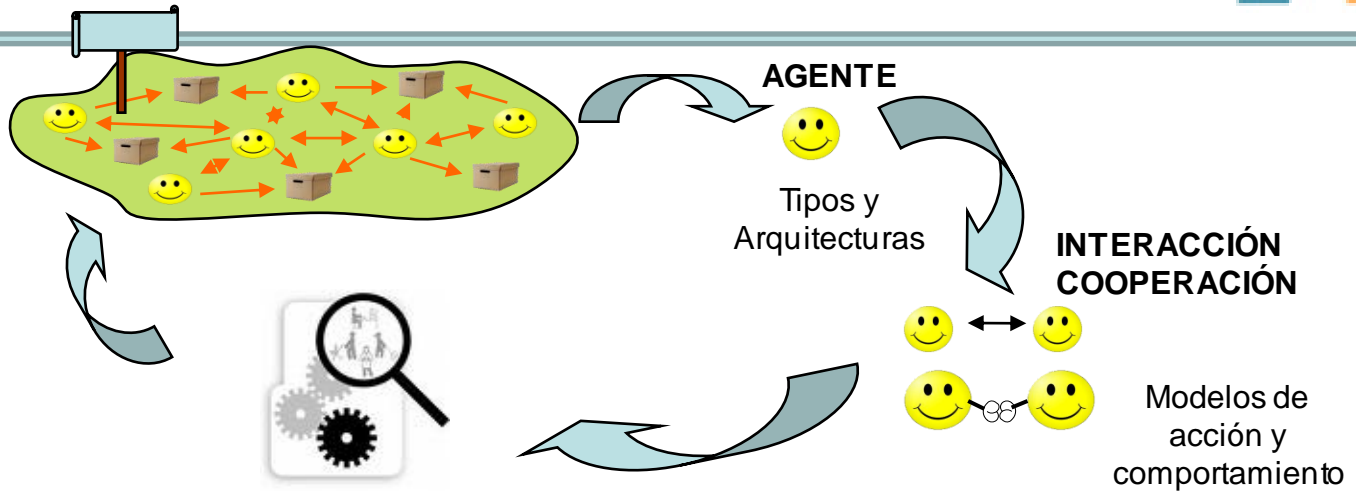 AGENTE
Tipos y
Arquitecturas
INTERACCIÓN
COOPERACIÓN
Modelos de
acción y
comportamiento